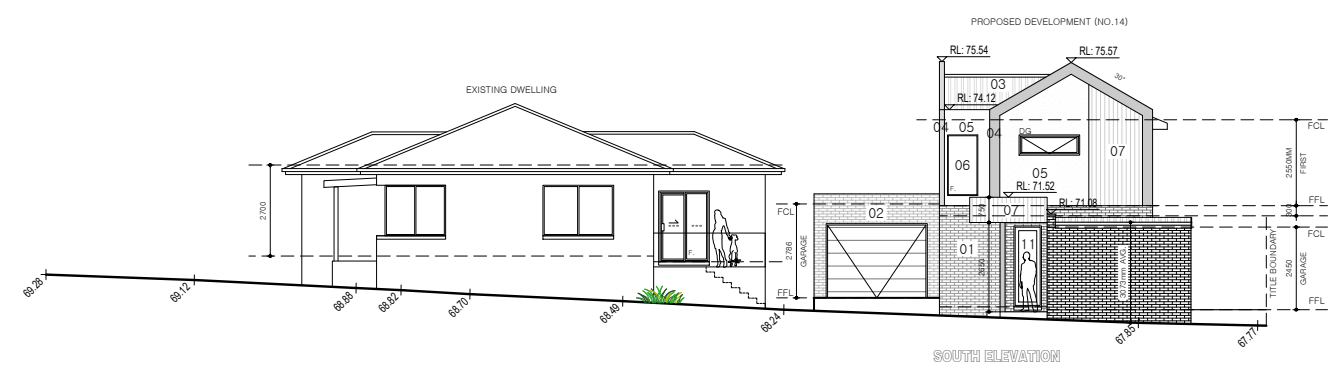 PROPOSED DEVELOPMENT (NO.14)
RL: 75.54
RL: 75.57
30°
03
EXISTING DWELLING
RL: 74.12
04
05
04
DG
FCL
07
2550MM
FIRST
06
05
F.
RL: 71.52
FFL
2700
RL: 71.08
FCL
02
07
FCL
2786
GARAGE
01
11
F.
2650
3073mm AVG.
TITLE BOUNDARY
2450
GARAGE
FFL
FFL
69.28
69.12
68.88
68.82
68.70
68.49
68.24
67.85
67.77
SOUTH ELEVATION